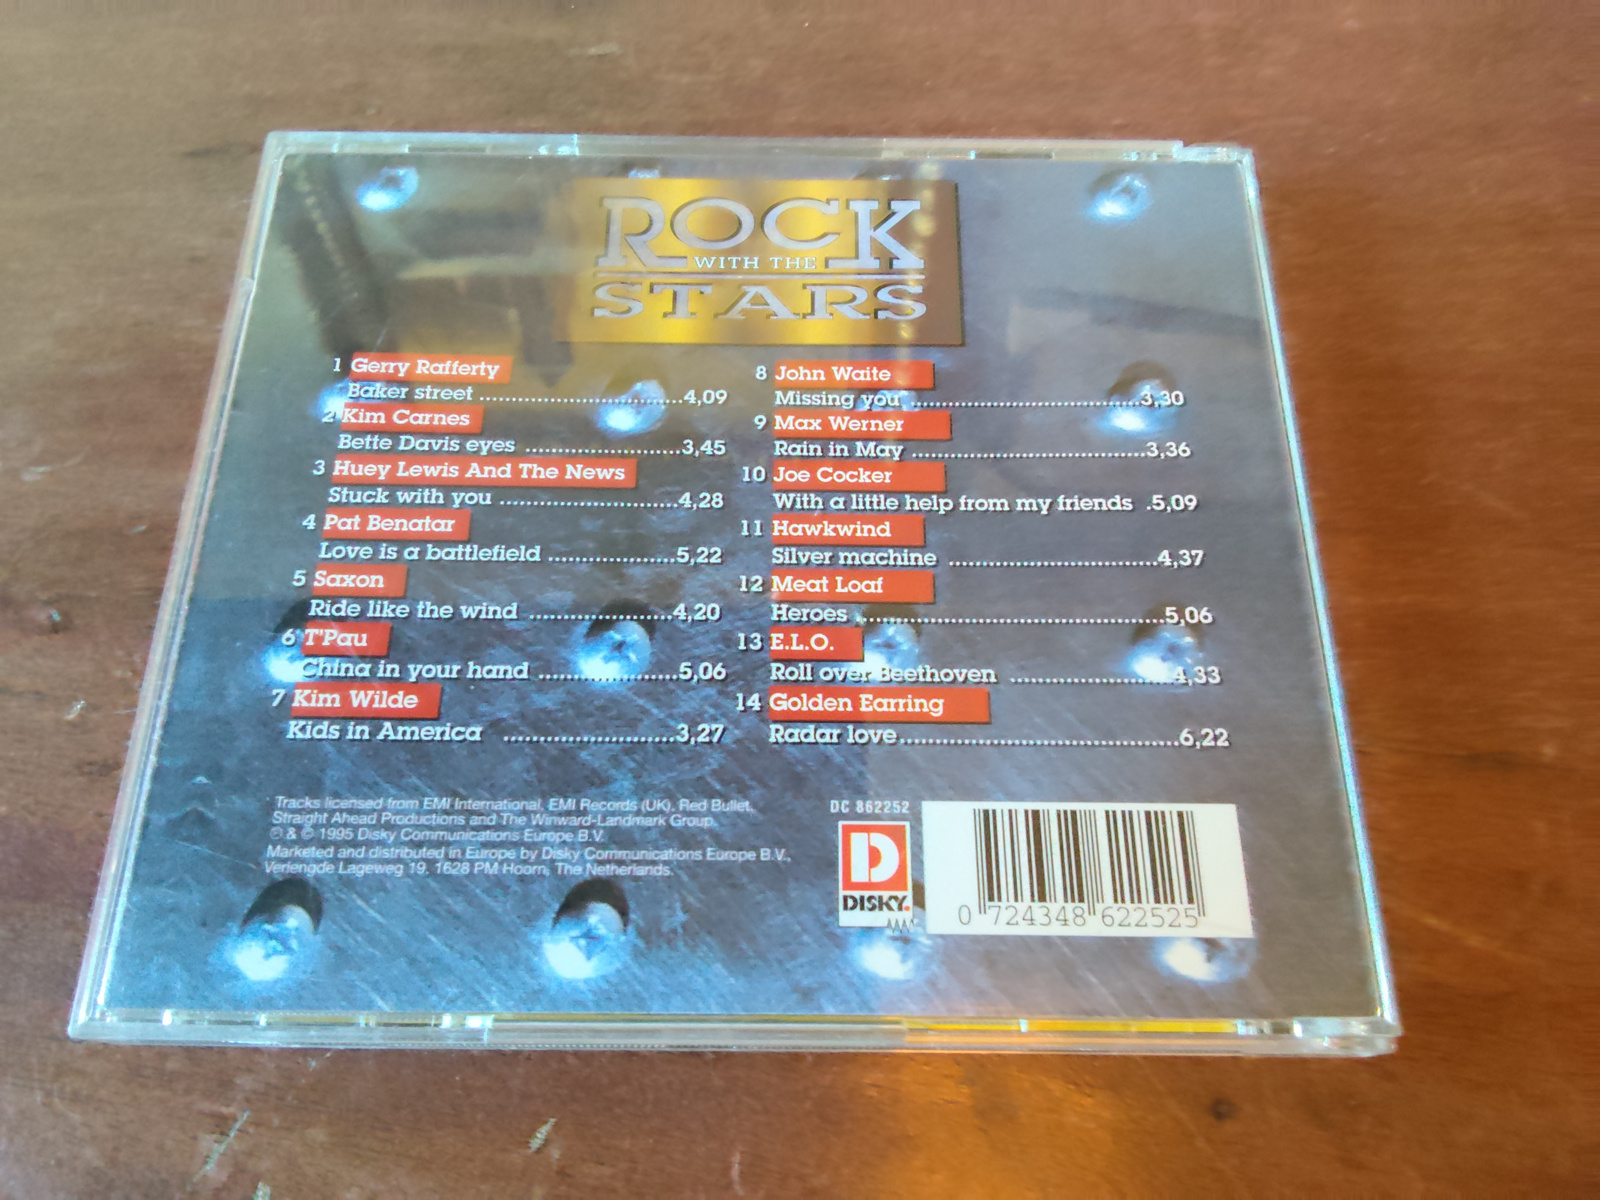 ROCK
WITH THE
STARS
1 Gerry Rafferty
Baker street ........................4,09
2 Kim Carnes
Bette Davis eyes ..................3,45
3 Huey Lewis And The News
Stuck with you .....................4,28
4 Pat Benatar
Love is a battlefield ...............5,22
5 Saxon
Ride like the wind .................4,20
6 T'Pau
China in your hand ................5,06
7 Kim Wilde
Kids in America ....................3,27
8 John Waite
Missing you ............................3,30
9 Max Werner
Rain in May ............................3,36
10 Joe Cocker
With a little help from my friends .5,09
11 Hawkwind
Silver machine ........................4,37
12 Meat Loaf
Heroes ...................................5,06
13 E.L.O.
Roll over Beethoven ..................4,33
14 Golden Earring
Radar love...............................6,22
Tracks licensed from EMI International, EMI Records (UK), Red Bullet,
Straight Ahead Productions and The Winward-Landmark Group.
℗ & © 1995 Disky Communications Europe B.V.
Marketed and distributed in Europe by Disky Communications Europe B.V.,
Verlengde Lageweg 19, 1628 PM Hoorn, The Netherlands.
DC 862252
D
DISKY.
0 724348 622525